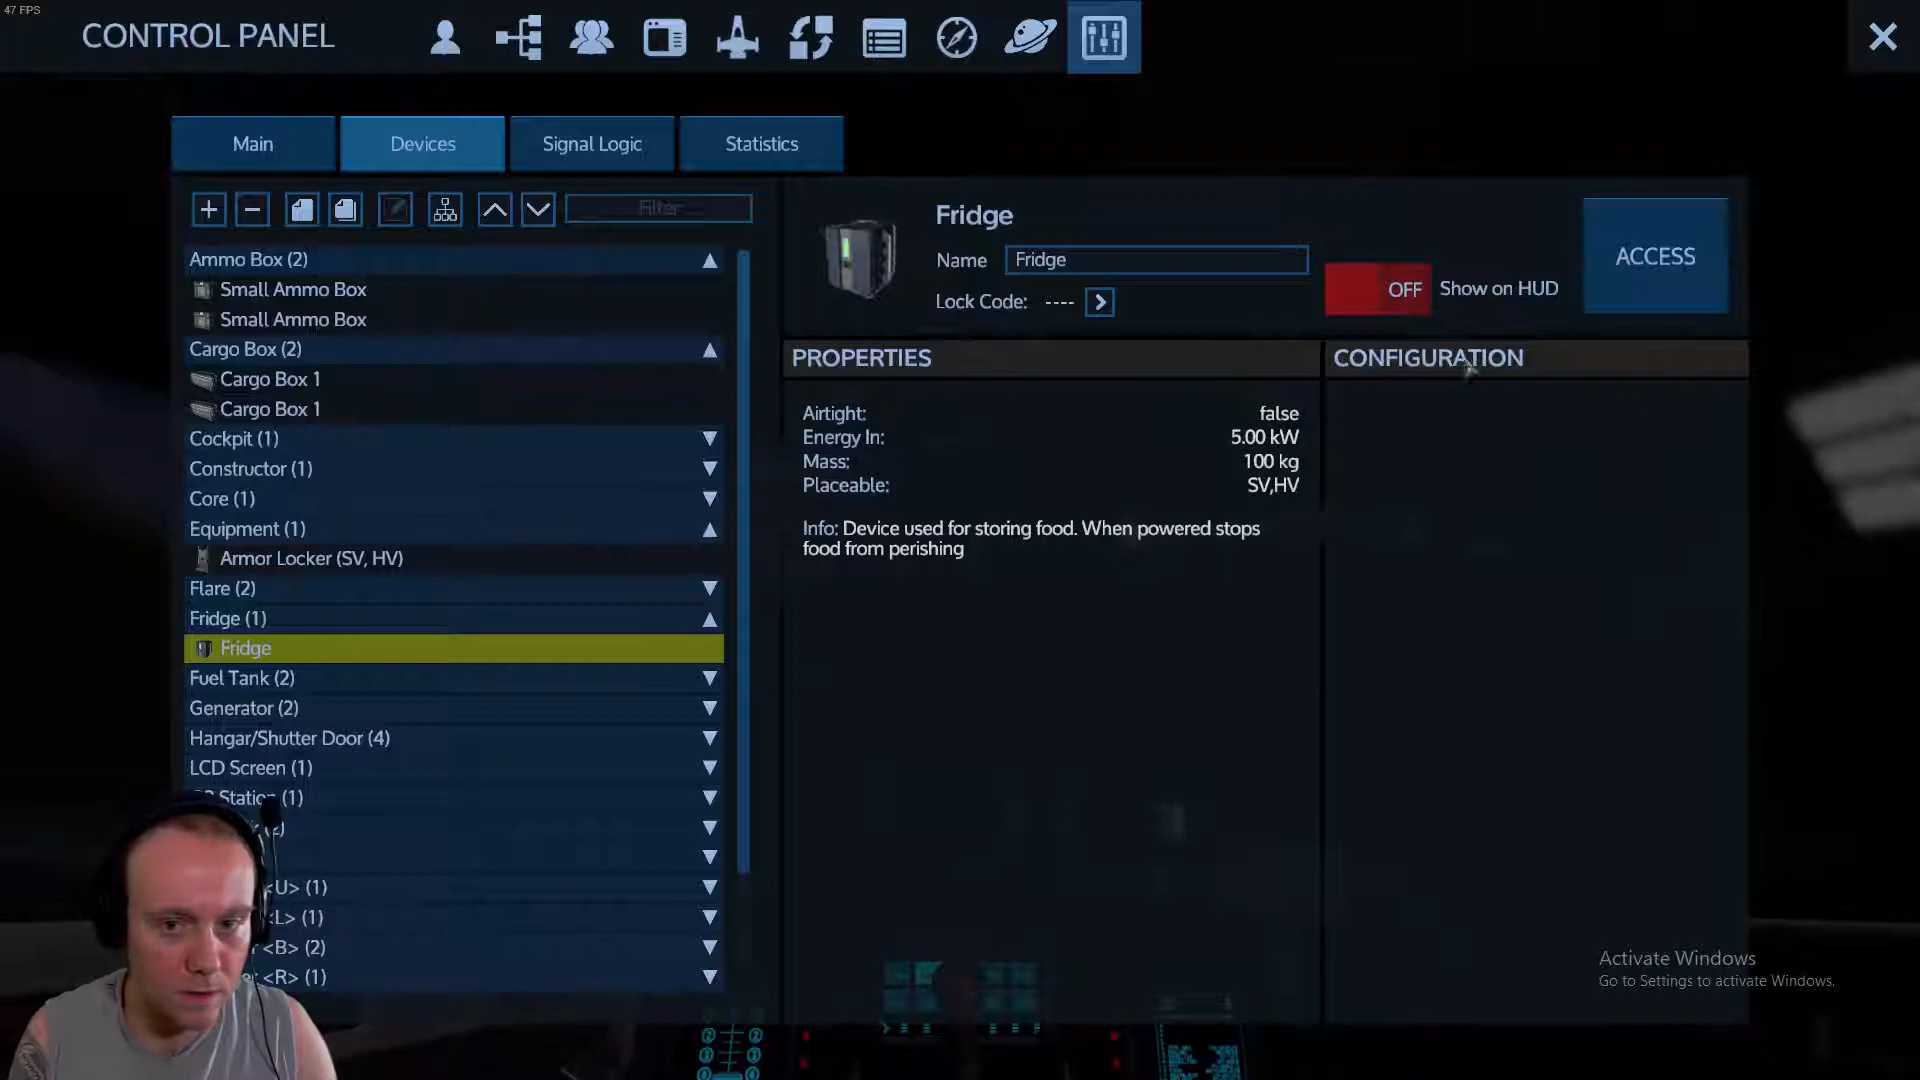 47 FPS
CONTROL PANEL
Main
Devices
Signal Logic
Statistics
Filter
Ammo Box (2)
Small Ammo Box
Small Ammo Box
Cargo Box (2)
Cargo Box 1
Cargo Box 1
Cockpit (1)
Constructor (1)
Core (1)
Equipment (1)
Armor Locker (SV, HV)
Flare (2)
Fridge (1)
Fridge
Fuel Tank (2)
Generator (2)
Hangar/Shutter Door (4)
LCD Screen (1)
Station (1)
(2)
<U> (1)
<L> (1)
<B> (2)
<R> (1)
Fridge
Name Fridge
Lock Code: ----
OFF Show on HUD
ACCESS
PROPERTIES
Airtight: false
Energy In: 5.00 kW
Mass: 100 kg
Placeable: SV,HV
Info: Device used for storing food. When powered stops
food from perishing
CONFIGURATION
Activate Windows
Go to Settings to activate Windows.